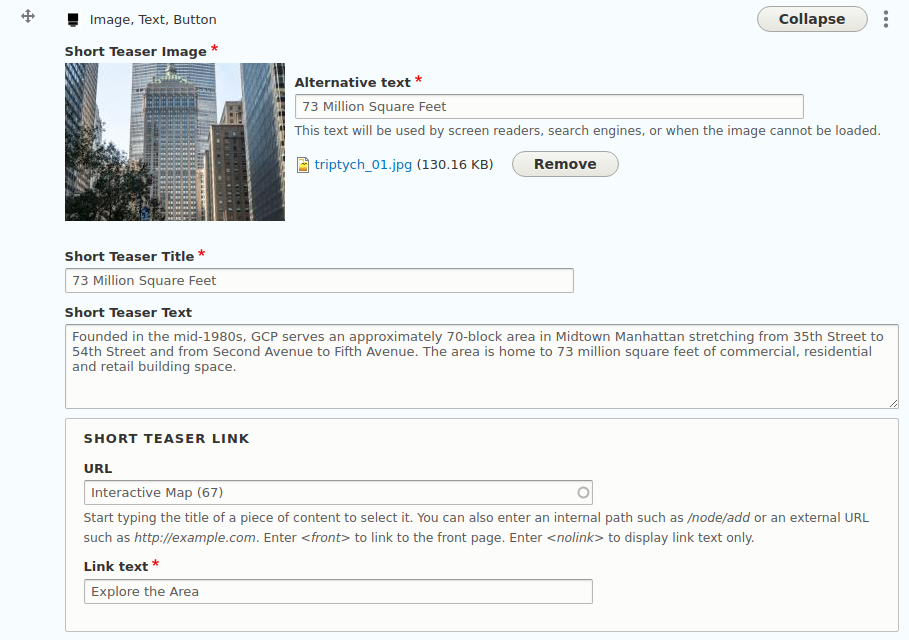 Image, Text, Button
Collapse
Short Teaser Image *
Alternative text *
73 Million Square Feet
This text will be used by screen readers, search engines, or when the image cannot be loaded.
triptych_01.jpg (130.16 KB)
Remove
Short Teaser Title *
73 Million Square Feet
Short Teaser Text
Founded in the mid-1980s, GCP serves an approximately 70-block area in Midtown Manhattan stretching from 35th Street to
54th Street and from Second Avenue to Fifth Avenue. The area is home to 73 million square feet of commercial, residential
and retail building space.
SHORT TEASER LINK
URL
Interactive Map (67)
Start typing the title of a piece of content to select it. You can also enter an internal path such as /node/add or an external URL
such as http://example.com. Enter <front> to link to the front page. Enter <nolink> to display link text only.
Link text *
Explore the Area